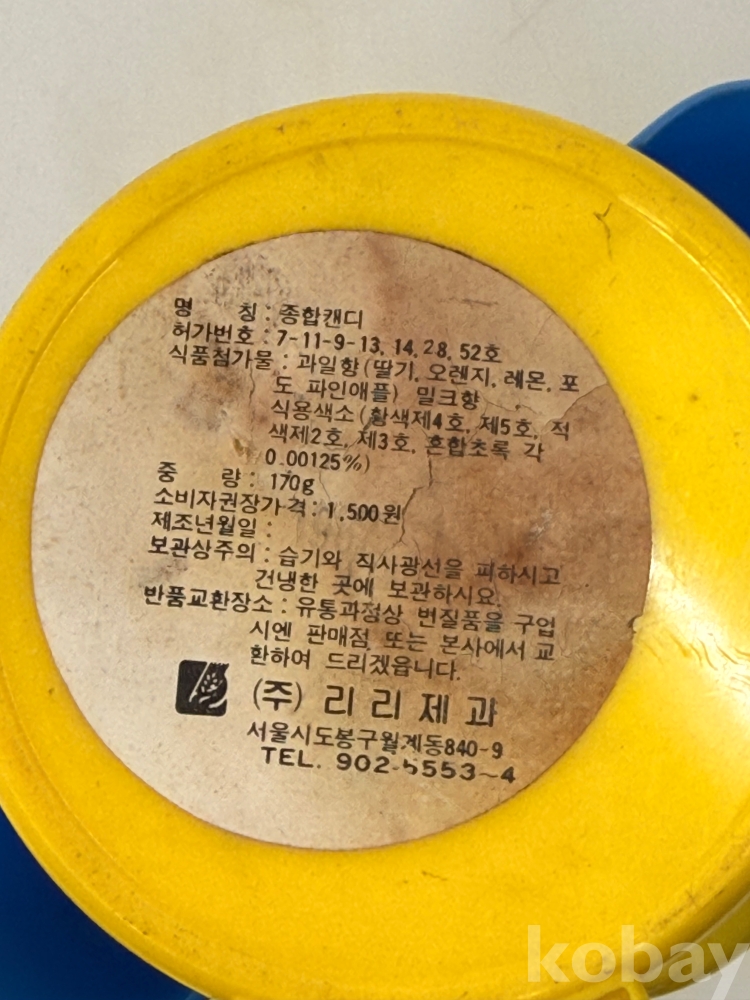 명 칭 : 종합캔디
허가번호 : 7-11-9-13, 14, 28, 52호
식품첨가물 : 과일향(딸기, 오렌지, 레몬, 포
도 파인애플) 밀크향
식용색소(황색제4호, 제5호, 적
색제2호, 제3호, 혼합초록 각
0.00125%)
중 량 : 170g
소비자권장가격 : 1,500원
제조년월일 :
보관상주의 : 습기와 직사광선을 피하시고
건냉한 곳에 보관하시요.
반품교환장소 : 유통과정상 변질품을 구입
시엔 판매점 또는 본사에서 교
환하여 드리겠읍니다.
(주) 리리제과
서울시도봉구월계동840-9
TEL. 902-5553~4
kobay